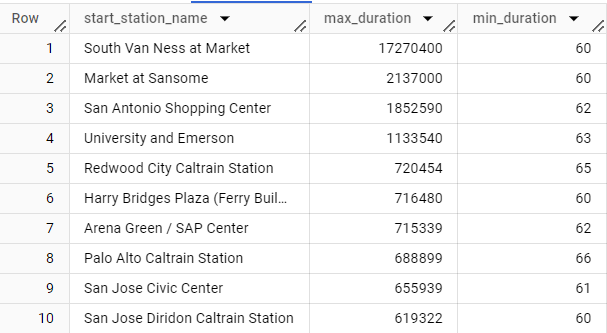 Row start_station_name max_duration min_duration
1 South Van Ness at Market 17270400 60
2 Market at Sansome 2137000 62
3 San Antonio Shopping Center 1852590 60
4 University and Emerson 1133540 63
5 Redwood City Caltrain Station 720454 65
6 Harry Bridges Plaza (Ferry Buil... 716480 60
7 Arena Green / SAP Center 715339 62
8 Palo Alto Caltrain Station 688899 66
9 San Jose Civic Center 655939 61
10 San Jose Diridon Caltrain Station 619322 60